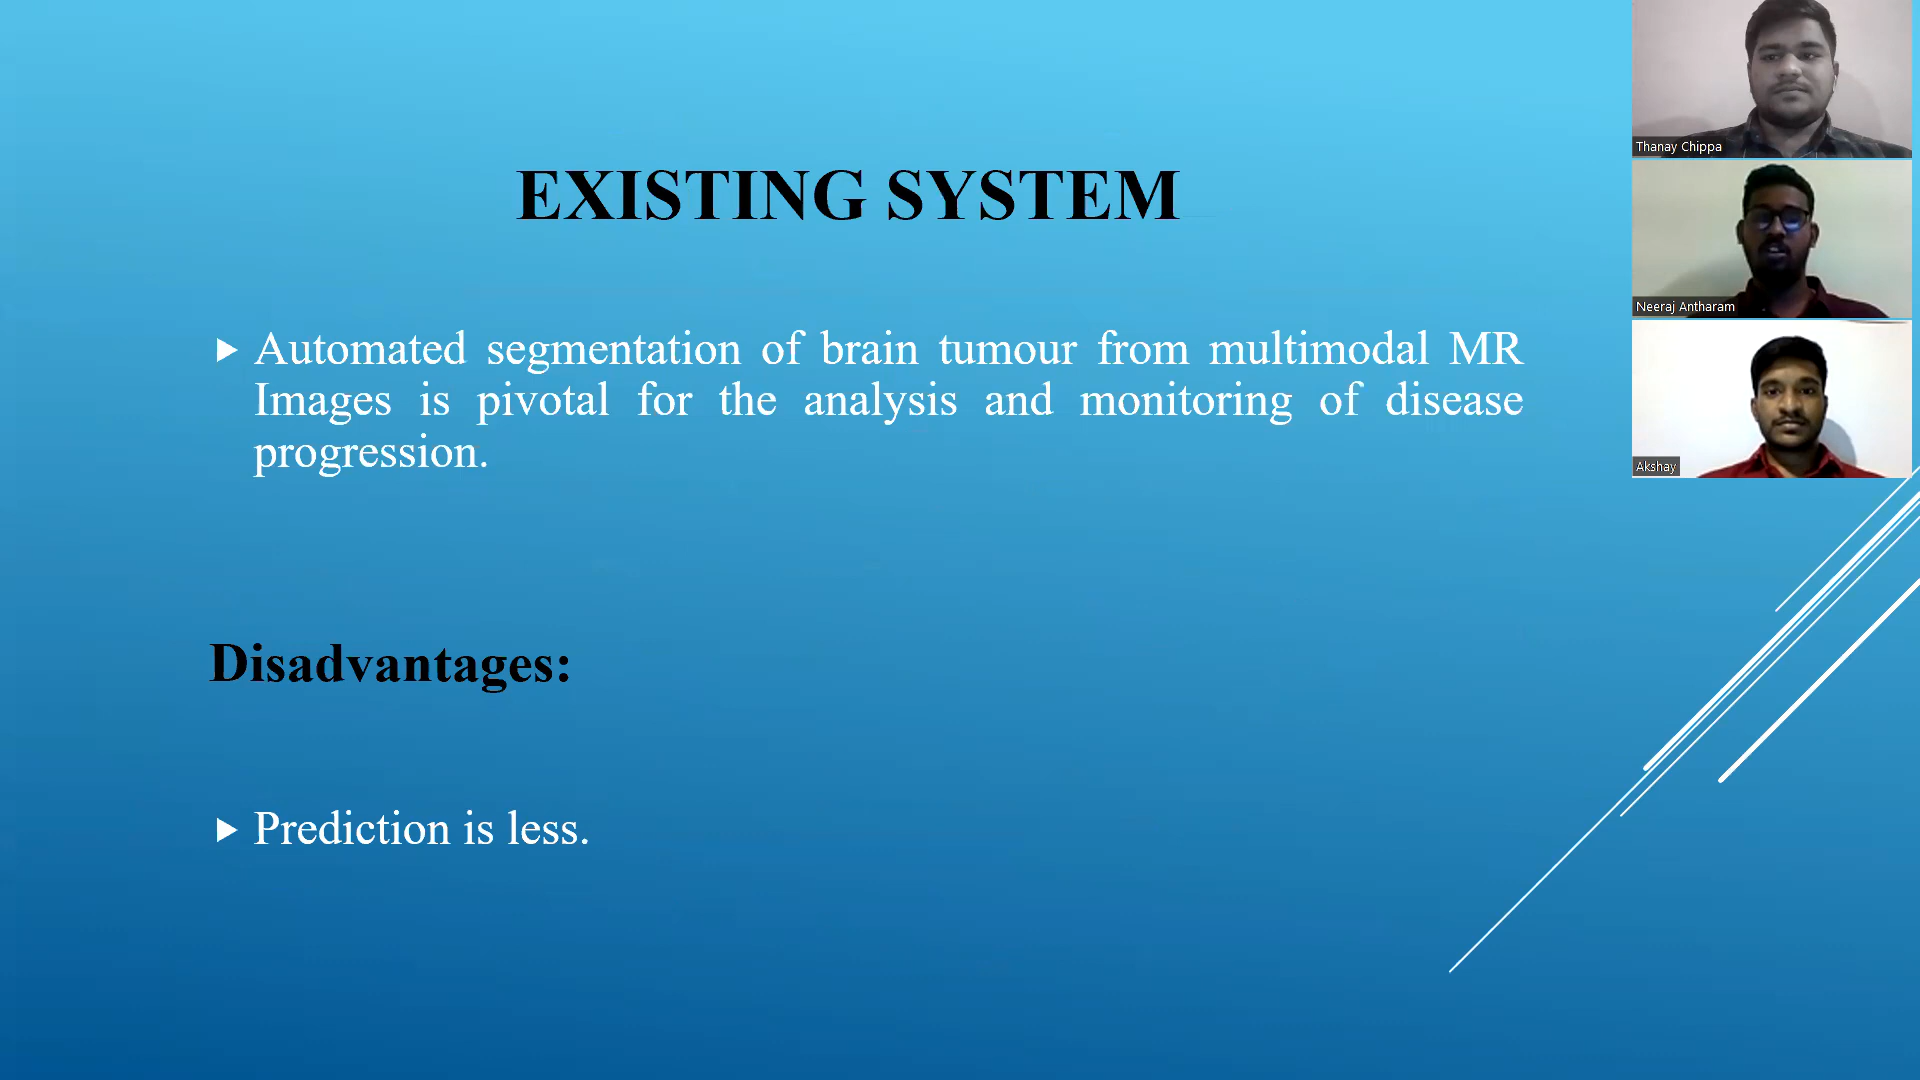 EXISTING SYSTEM
Automated segmentation of brain tumour from multimodal MR
Images is pivotal for the analysis and monitoring of disease
progression.
Disadvantages:
Prediction is less.
Thanay Chippa
Neeraj Antharam
Akshay